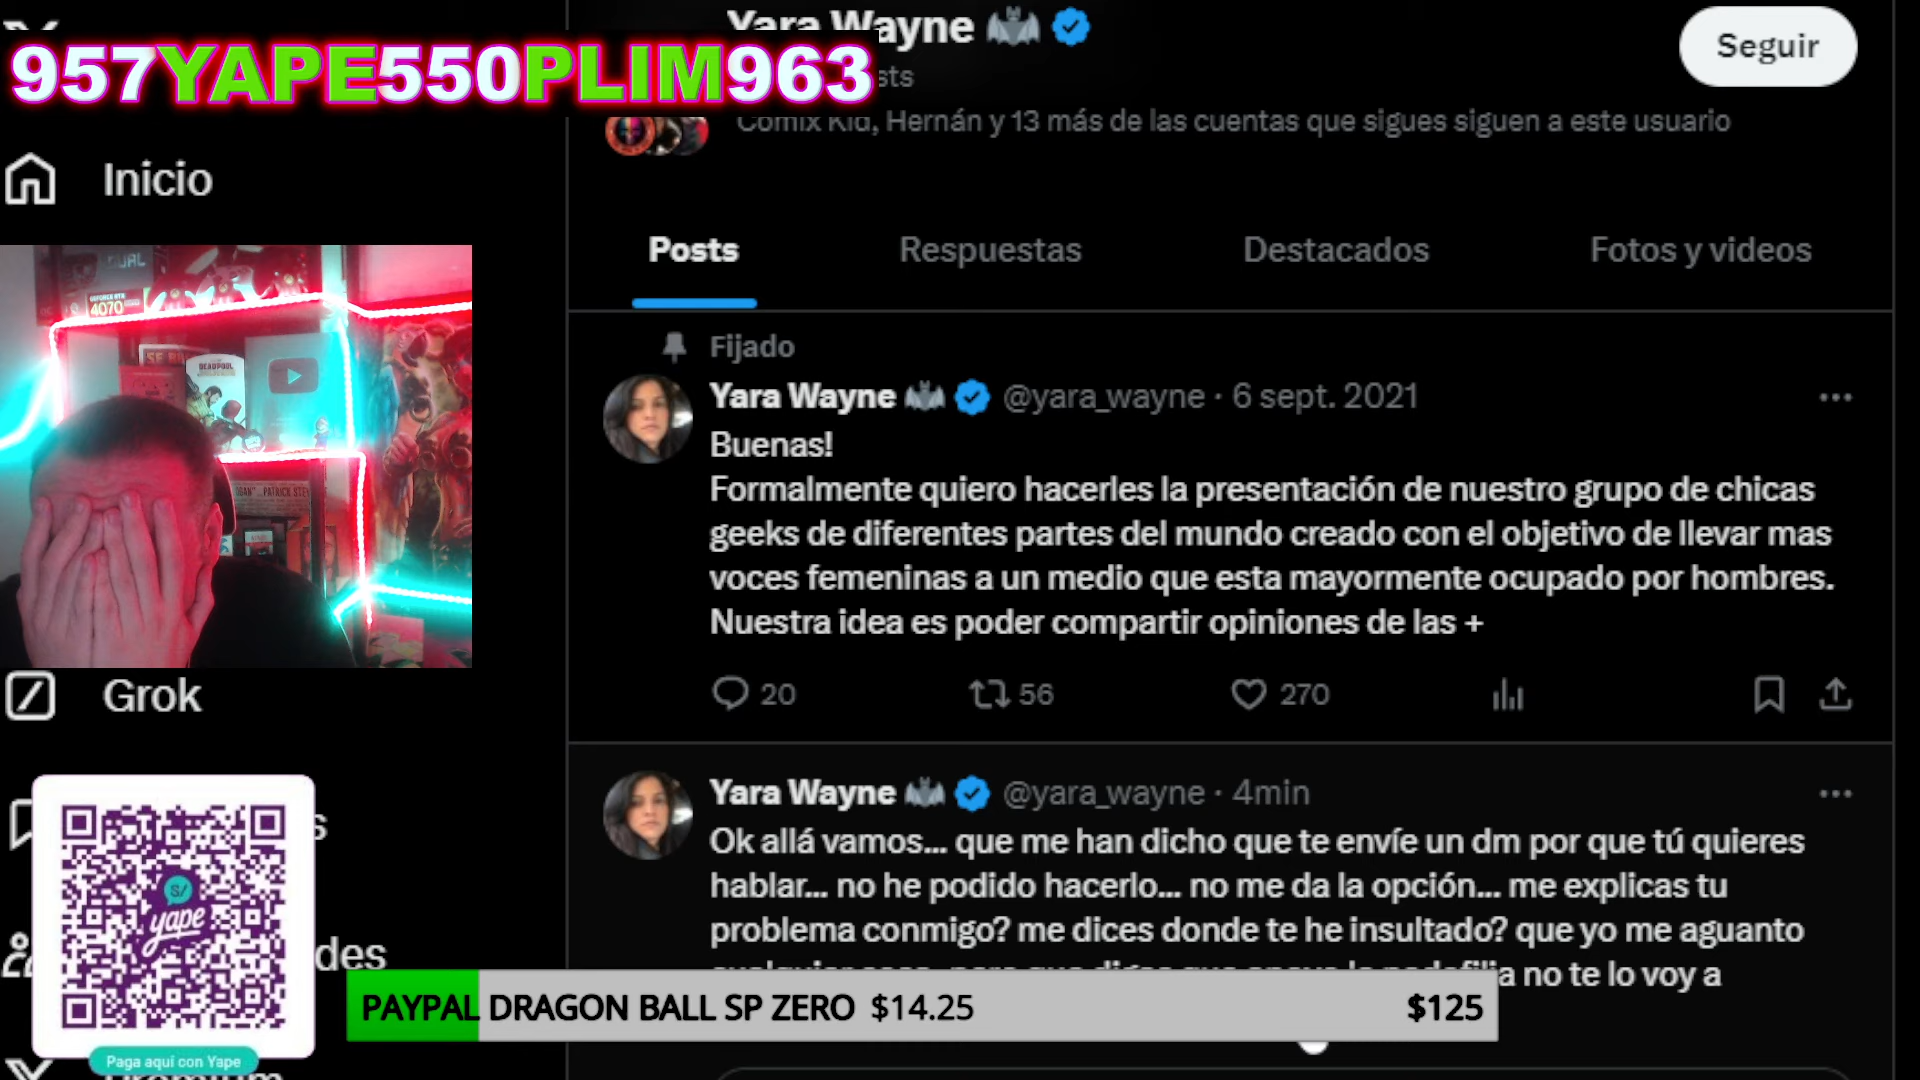 Yara Wayne
Seguir
957YAPE550PLIM963
sts
Comix Kid, Hernán y 13 más de las cuentas que sigues siguen a este usuario
Inicio
Posts
Respuestas
Destacados
Fotos y videos
GEFORCE RTX
4070
DEADPOOL
Fijado
Yara Wayne @yara_wayne · 6 sept. 2021
Buenas!
Formalmente quiero hacerles la presentación de nuestro grupo de chicas
geeks de diferentes partes del mundo creado con el objetivo de llevar mas
voces femeninas a un medio que esta mayormente ocupado por hombres.
Nuestra idea es poder compartir opiniones de las +
20
56
270
Grok
Yara Wayne @yara_wayne · 4min
Ok allá vamos... que me han dicho que te envíe un dm por que tú quieres
hablar... no he podido hacerlo... no me da la opción... me explicas tu
problema conmigo? me dices donde te he insultado? que yo me aguanto
no te lo voy a
s
des
S/
yape
Paga aquí con Yape
PAYPAL DRAGON BALL SP ZERO $14.25
$125
Premium